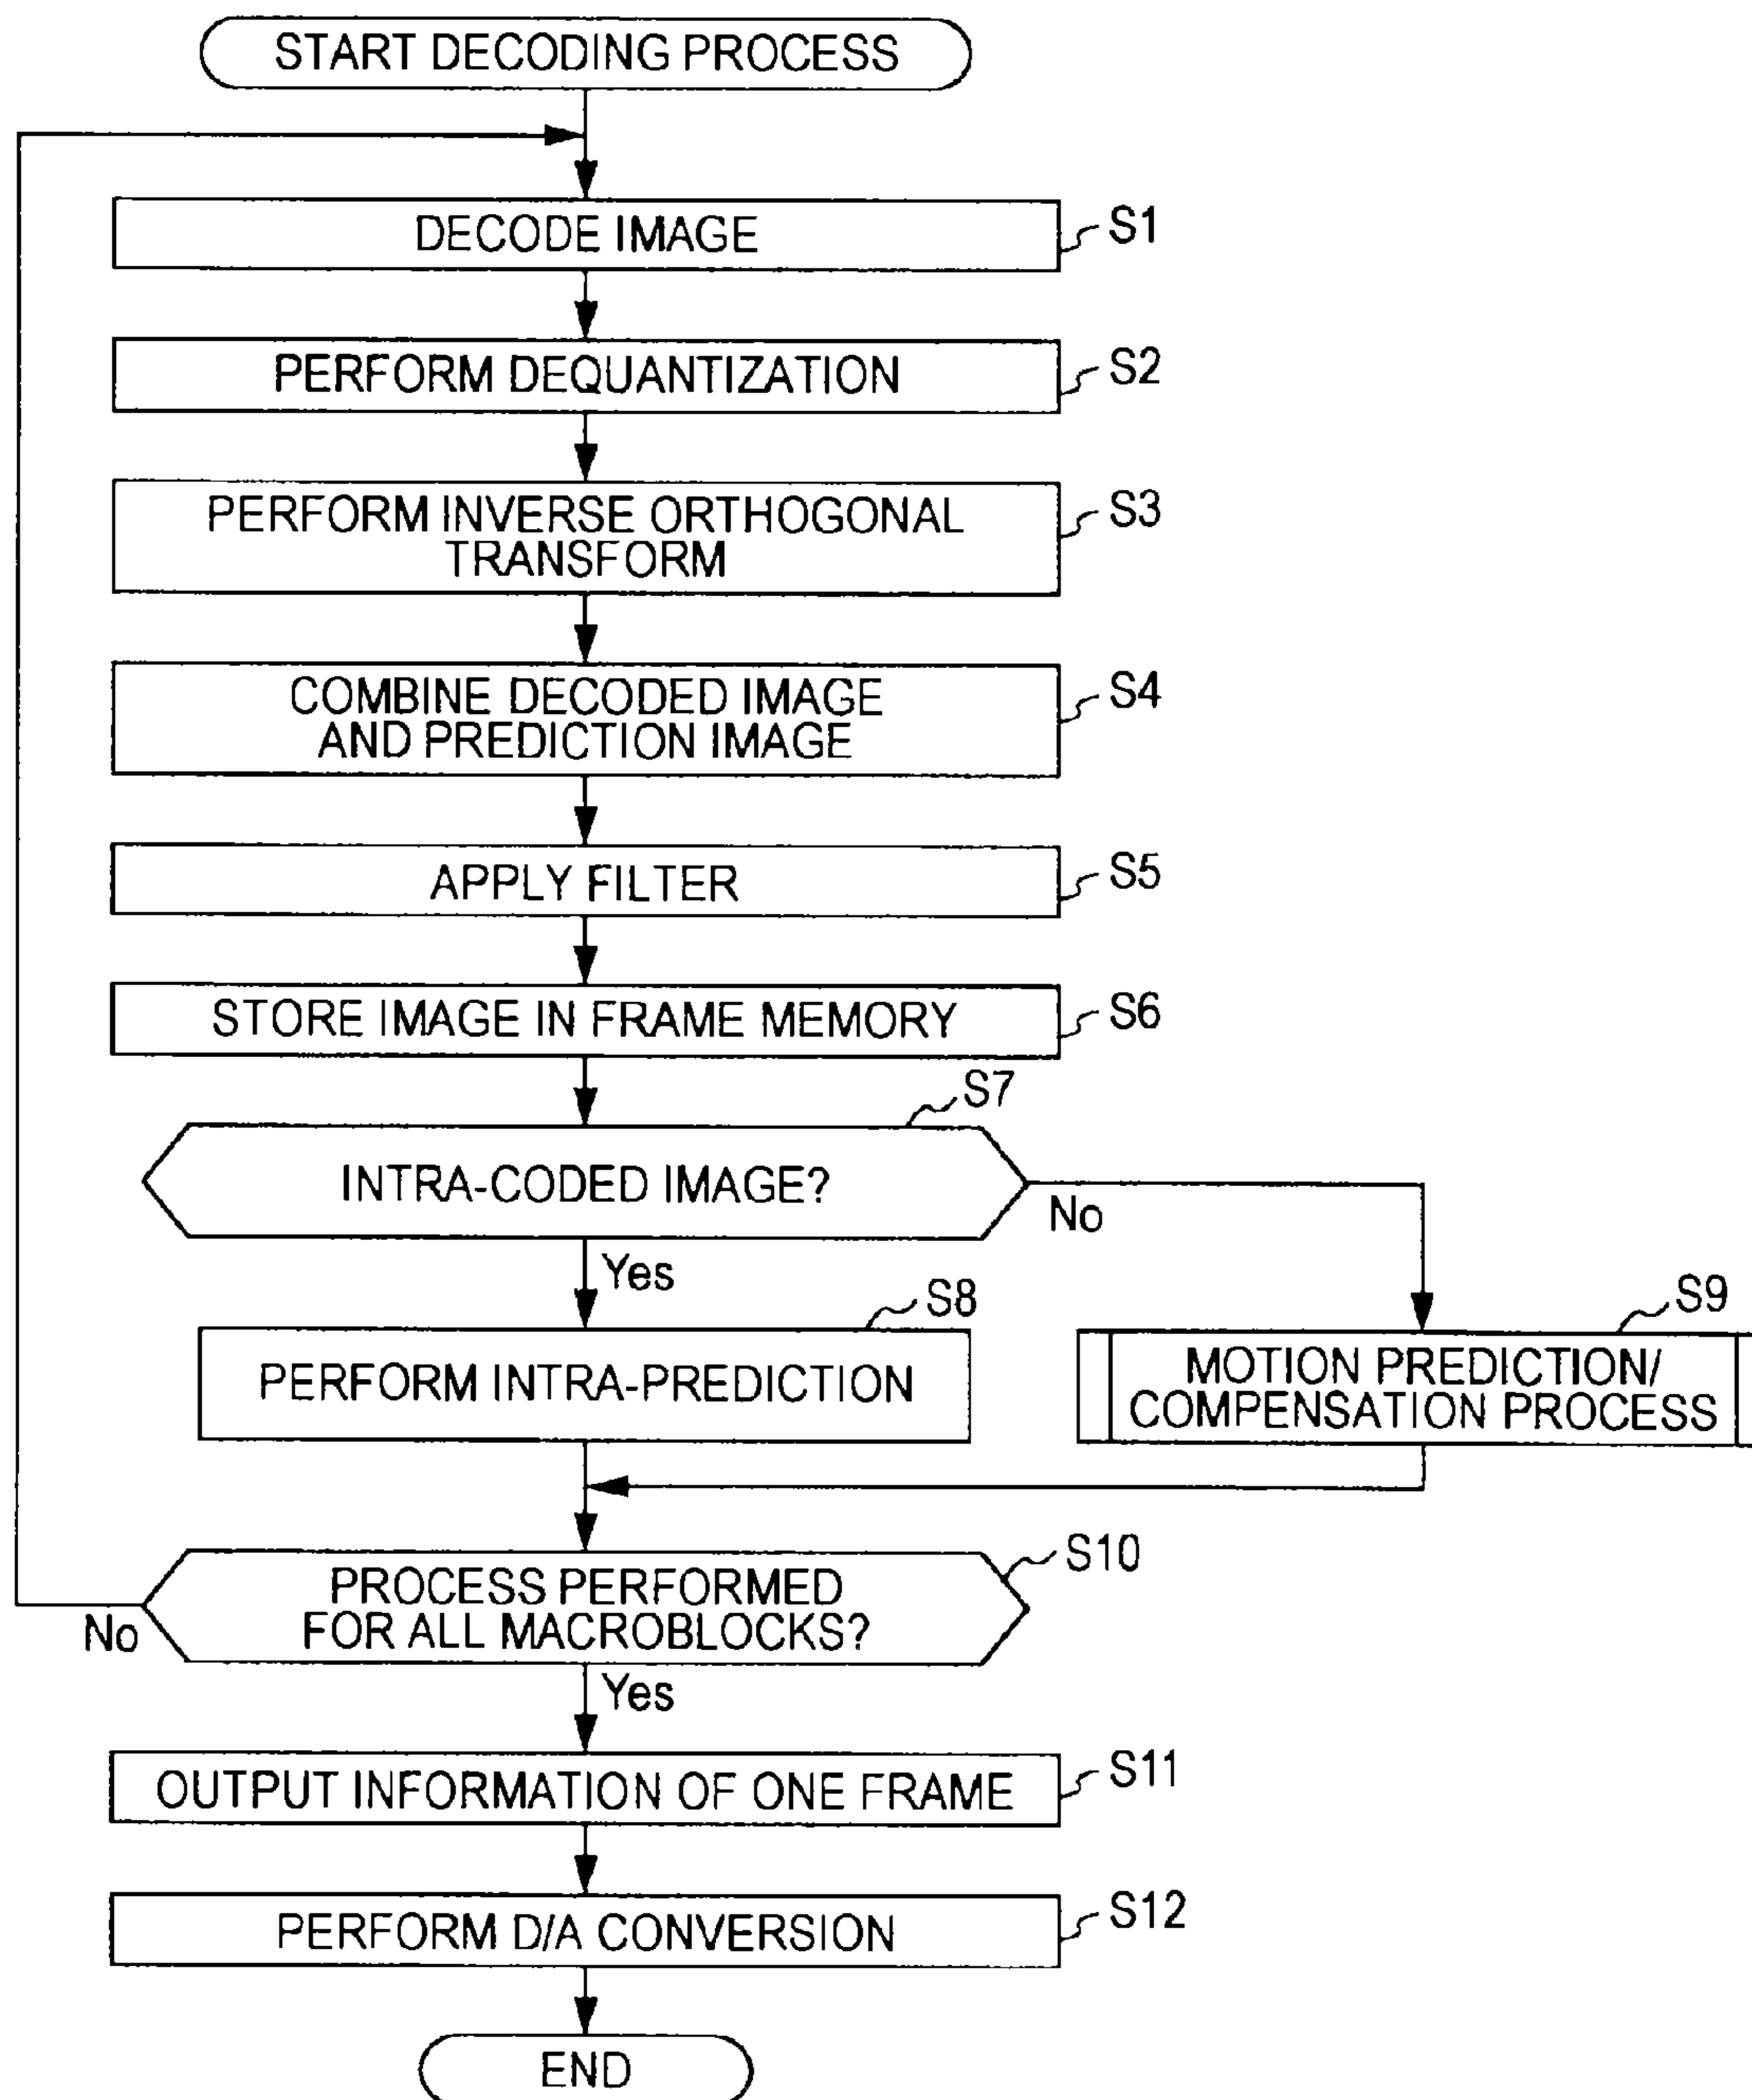 START DECODING PROCESS
DECODE IMAGE
S1
PERFORM DEQUANTIZATION
S2
PERFORM INVERSE ORTHOGONAL
TRANSFORM
S3
COMBINE DECODED IMAGE
AND PREDICTION IMAGE
S4
APPLY FILTER
S5
STORE IMAGE IN FRAME MEMORY
S6
S7
INTRA-CODED IMAGE?
No
Yes
S8
PERFORM INTRA-PREDICTION
S9
MOTION PREDICTION/
COMPENSATION PROCESS
S10
PROCESS PERFORMED
FOR ALL MACROBLOCKS?
No
Yes
OUTPUT INFORMATION OF ONE FRAME
S11
PERFORM D/A CONVERSION
S12
END